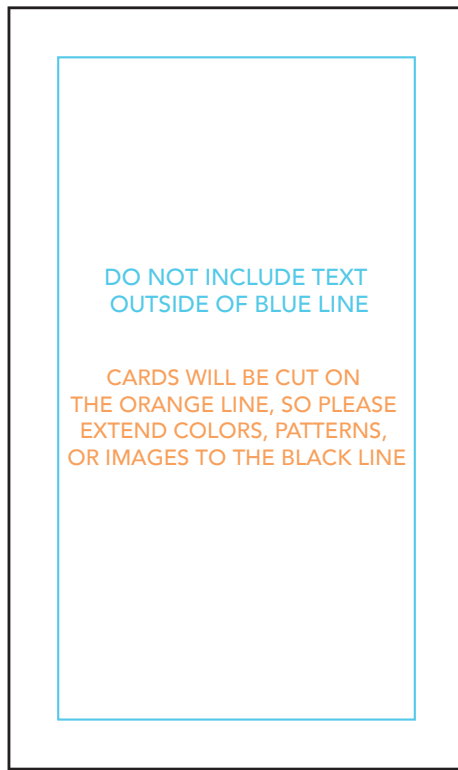 DO NOT INCLUDE TEXT
OUTSIDE OF BLUE LINE
CARDS WILL BE CUT ON
THE ORANGE LINE, SO PLEASE
EXTEND COLORS, PATTERNS,
OR IMAGES TO THE BLACK LINE